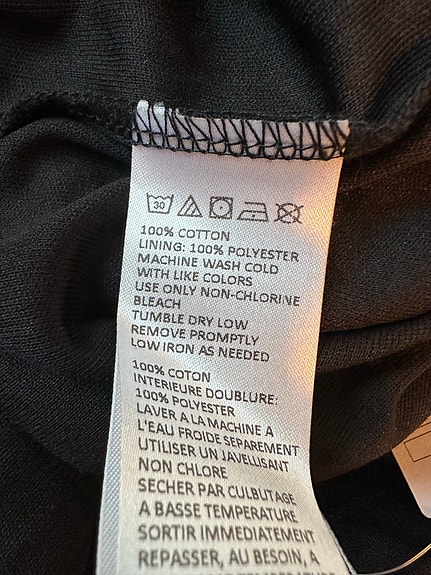 30
100% COTTON
LINING: 100% POLYESTER
MACHINE WASH COLD
WITH LIKE COLORS
USE ONLY NON-CHLORINE
BLEACH
TUMBLE DRY LOW
REMOVE PROMPTLY
LOW IRON AS NEEDED
100% COTON
INTERIEURE DOUBLURE:
100% POLYESTER
LAVER A LA MACHINE A
L'EAU FROIDE SEPAREMENT
UTILISER UN JAVELLISANT
NON CHLORE
SECHER PAR CULBUTAGE
A BASSE TEMPERATURE
SORTIR IMMEDIATEMENT
REPASSER, AU BESOIN, A